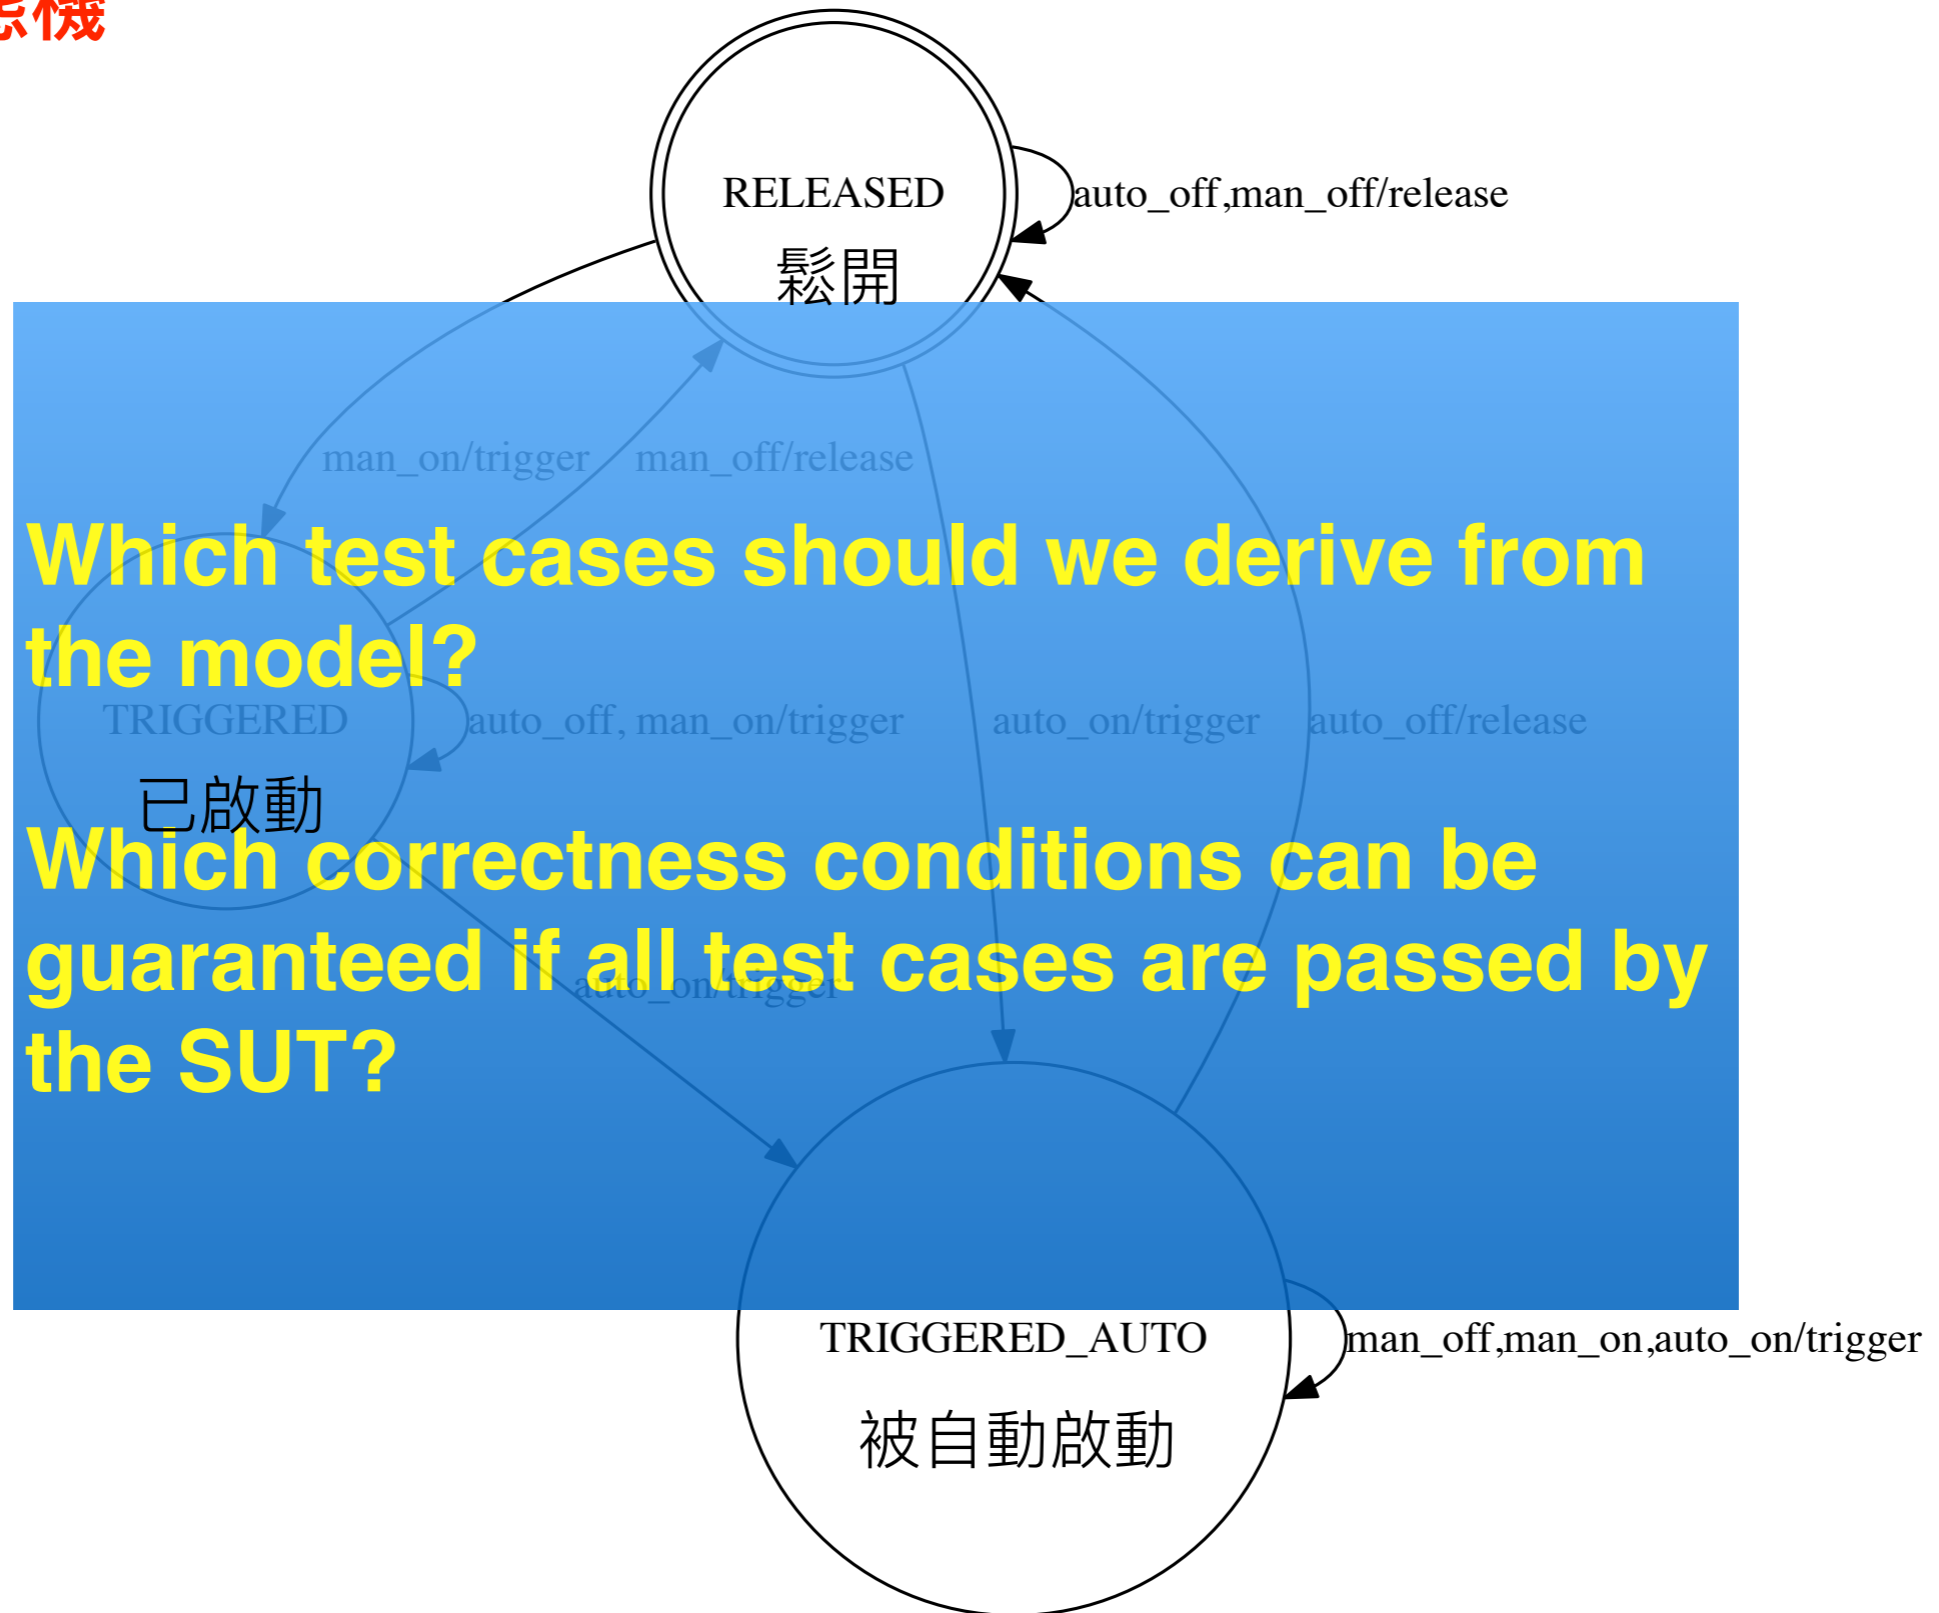 態機
RELEASED
鬆開
auto_off,man_off/release
man_on/trigger
man_off/release
Which test cases should we derive from
the model?
TRIGGERED
已啟動
auto_off, man_on/trigger
auto_on/trigger
auto_off/release
Which correctness conditions can be
guaranteed if all test cases are passed by
the SUT?
auto_on/trigger
TRIGGERED_AUTO
被自動啟動
man_off,man_on,auto_on/trigger